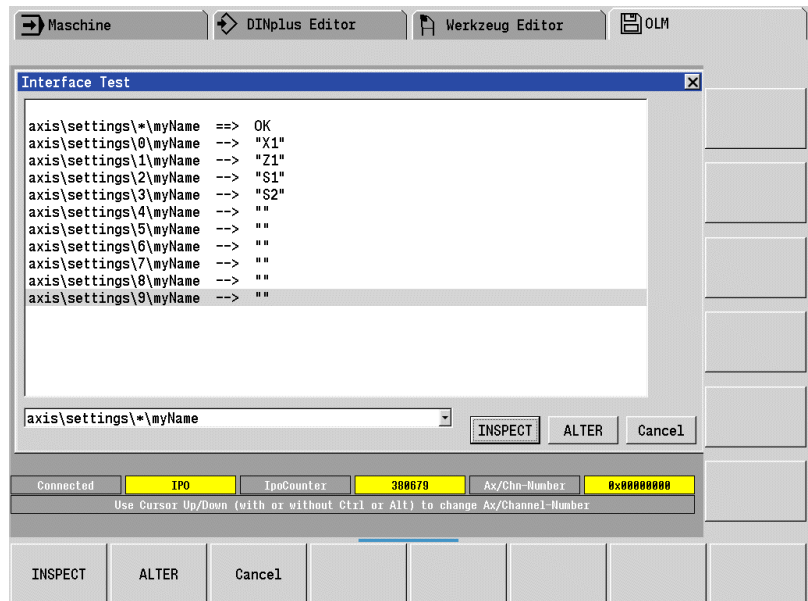 Maschine DINplus Editor Werkzeug Editor OLM
Interface Test
axis\settings\*\myName ==> OK
axis\settings\0\myName --> "X1"
axis\settings\1\myName --> "Z1"
axis\settings\2\myName --> "S1"
axis\settings\3\myName --> "S2"
axis\settings\4\myName --> ""
axis\settings\5\myName --> ""
axis\settings\6\myName --> ""
axis\settings\7\myName --> ""
axis\settings\8\myName --> ""
axis\settings\9\myName --> ""
axis\settings\*\myName
INSPECT ALTER Cancel
Connected IPO IpoCounter 380679 Ax/Chn-Number 0x00000000
Use Cursor Up/Down (with or without Ctrl or Alt) to change Ax/Channel-Number
INSPECT ALTER Cancel